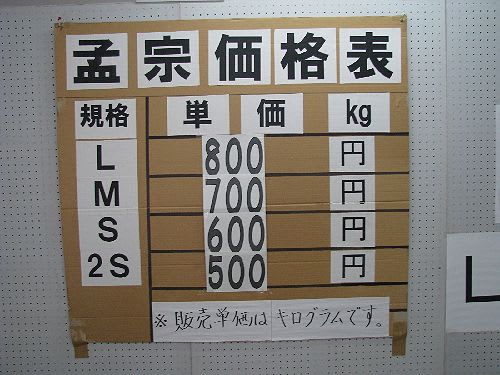 孟宗価格表
規格 単価 kg
L 800 円
M 700 円
S 600 円
2S 500 円
※販売単価はキログラムです。
L